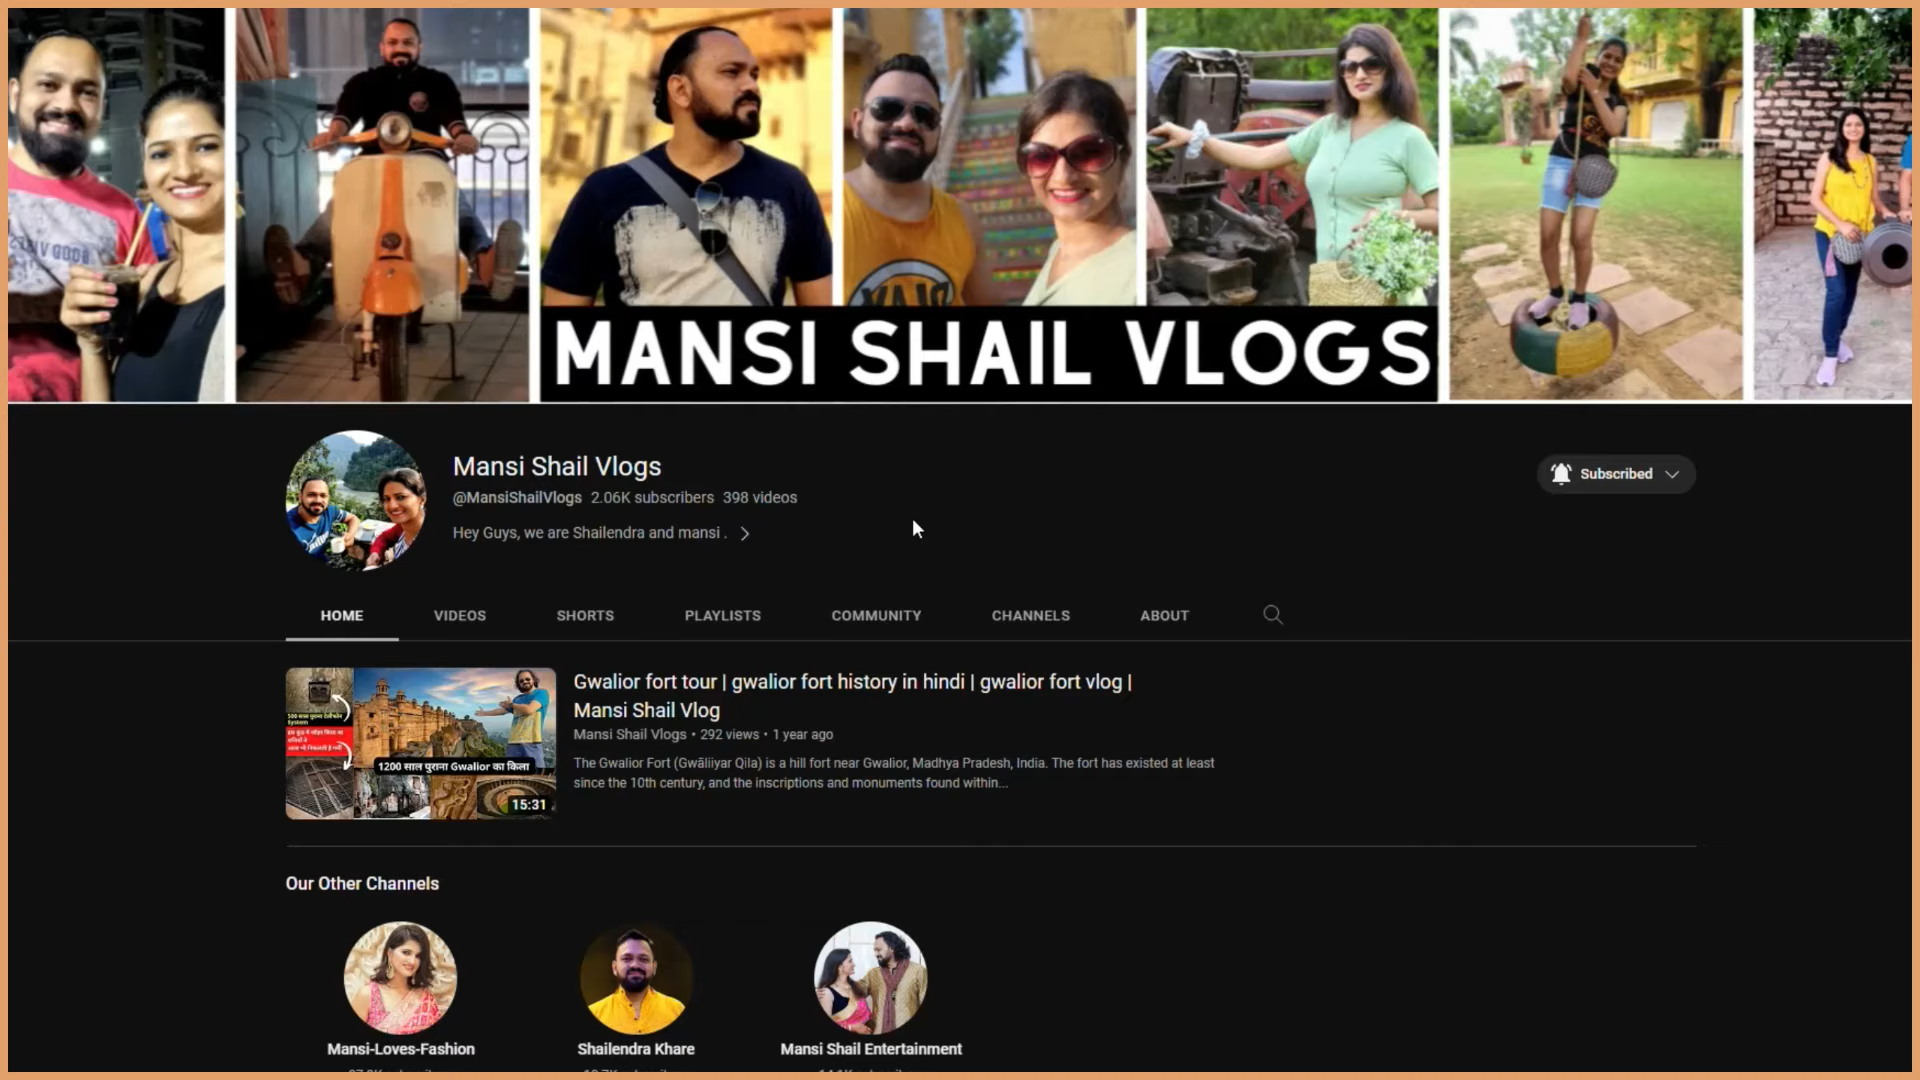 MANSI SHAIL VLOGS
Mansi Shail Vlogs
@MansiShailVlogs 2.06K subscribers 398 videos
Hey Guys, we are Shailendra and mansi .
Subscribed
HOME VIDEOS SHORTS PLAYLISTS COMMUNITY CHANNELS ABOUT
Gwalior fort tour | gwalior fort history in hindi | gwalior fort vlog |
Mansi Shail Vlog
Mansi Shail Vlogs • 292 views • 1 year ago
The Gwalior Fort (Gwāliiyar Qila) is a hill fort near Gwalior, Madhya Pradesh, India. The fort has existed at least
since the 10th century, and the inscriptions and monuments found within...
500 साल पुराना टेलीफोन
System
1200 साल पुराना Gwalior का किला
15:31
Our Other Channels
Mansi-Loves-Fashion Shailendra Khare Mansi Shail Entertainment